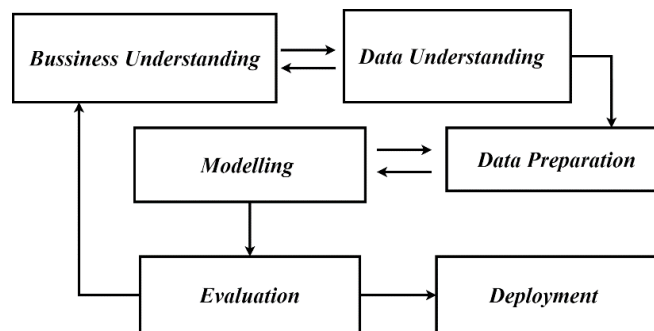 Bussiness Understanding
Data Understanding
Modelling
Data Preparation
Evaluation
Deployment